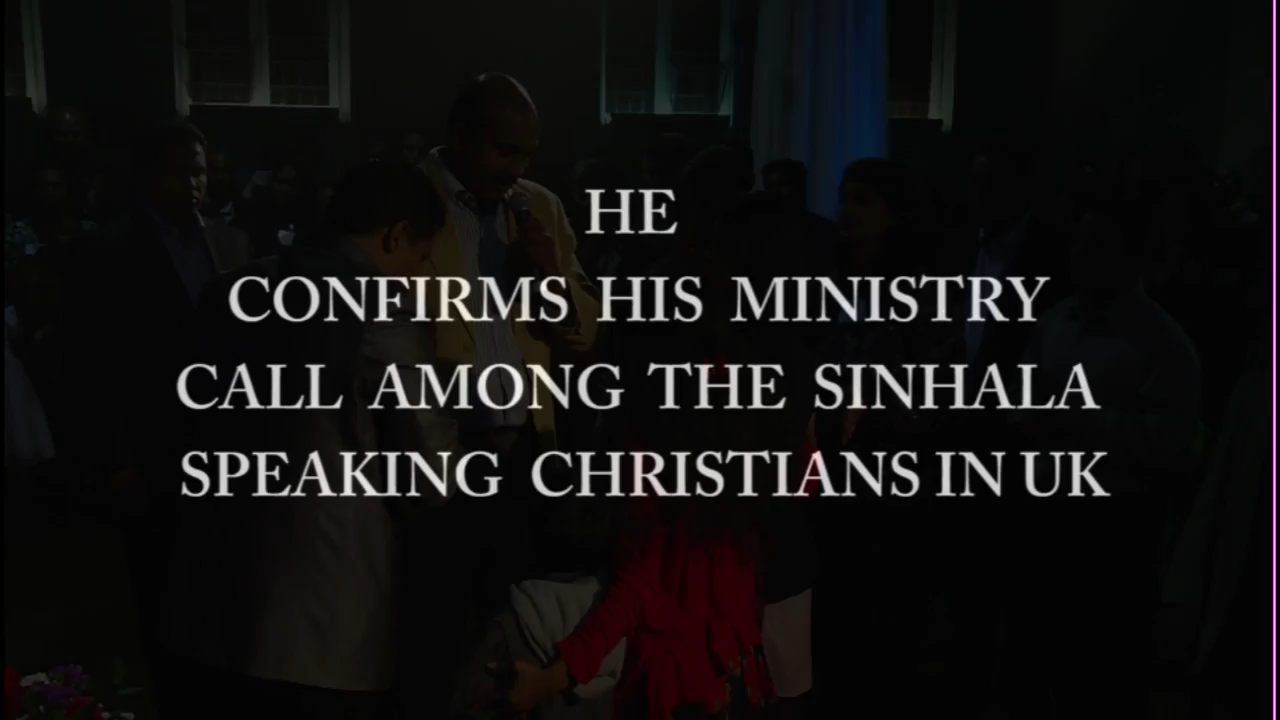 HE
CONFIRMS HIS MINISTRY
CALL AMONG THE SINHALA
SPEAKING CHRISTIANS IN UK